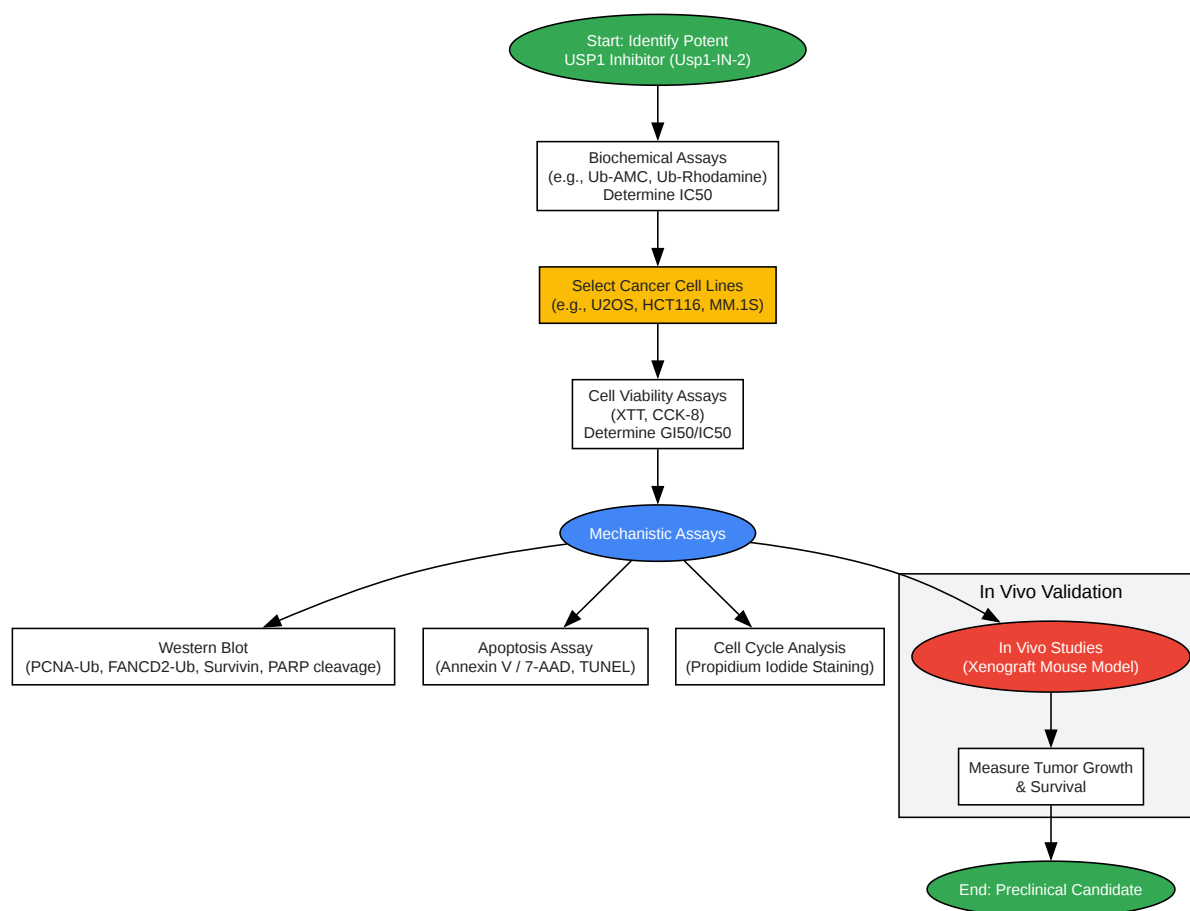 Start: Identify Potent
USP1 Inhibitor (Usp1-IN-2)
Biochemical Assays
(e.g., Ub-AMC, Ub-Rhodamine)
Determine IC50
Select Cancer Cell Lines
(e.g., U2OS, HCT116, MM.1S)
Cell Viability Assays
(XTT, CCK-8)
Determine GI50/IC50
Mechanistic Assays
Western Blot
(PCNA-Ub, FANCD2-Ub, Survivin, PARP cleavage)
Apoptosis Assay
(Annexin V / 7-AAD, TUNEL)
Cell Cycle Analysis
(Propidium Iodide Staining)
In Vivo Validation
In Vivo Studies
(Xenograft Mouse Model)
Measure Tumor Growth
& Survival
End: Preclinical Candidate